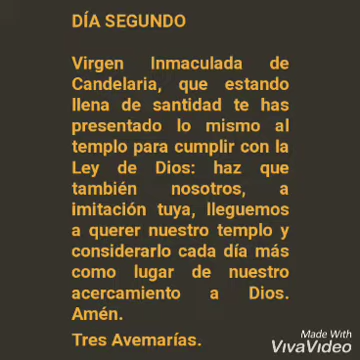 DÍA SEGUNDO
Virgen Inmaculada de
Candelaria, que estando
llena de santidad te has
presentado lo mismo al
templo para cumplir con la
Ley de Dios: haz que
también nosotros, a
imitación tuya, lleguemos
a querer nuestro templo y
considerarlo cada día más
como lugar de nuestro
acercamiento a Dios.
Amén.
Tres Avemarías.
Made With
VivaVideo